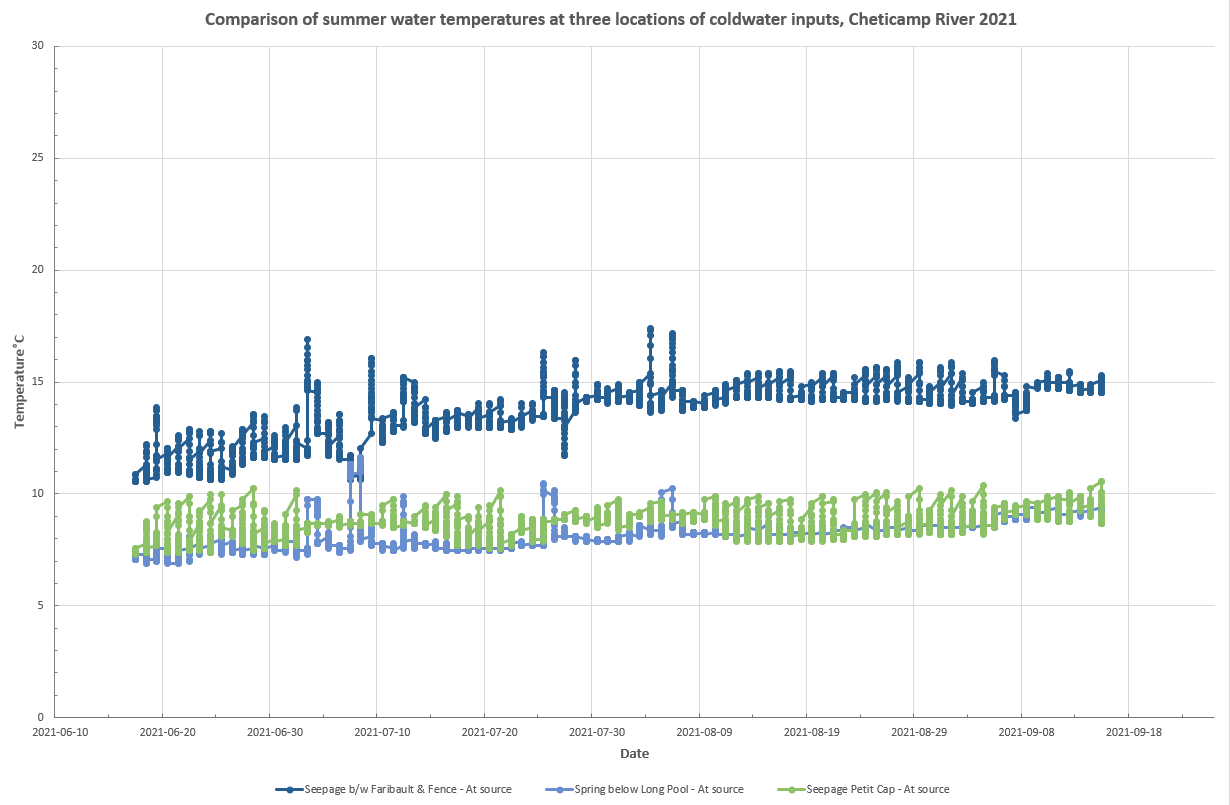 Comparison of summer water temperatures at three locations of coldwater inputs, Cheticamp River 2021
30
25
20
15
10
5
0
Temperature°C
2021-06-10 2021-06-20 2021-06-30 2021-07-10 2021-07-20 2021-07-30 2021-08-09 2021-08-19 2021-08-29 2021-09-08 2021-09-18
Date
Seepage b/w Faribault & Fence - At source Spring below Long Pool - At source Seepage Petit Cap - At source